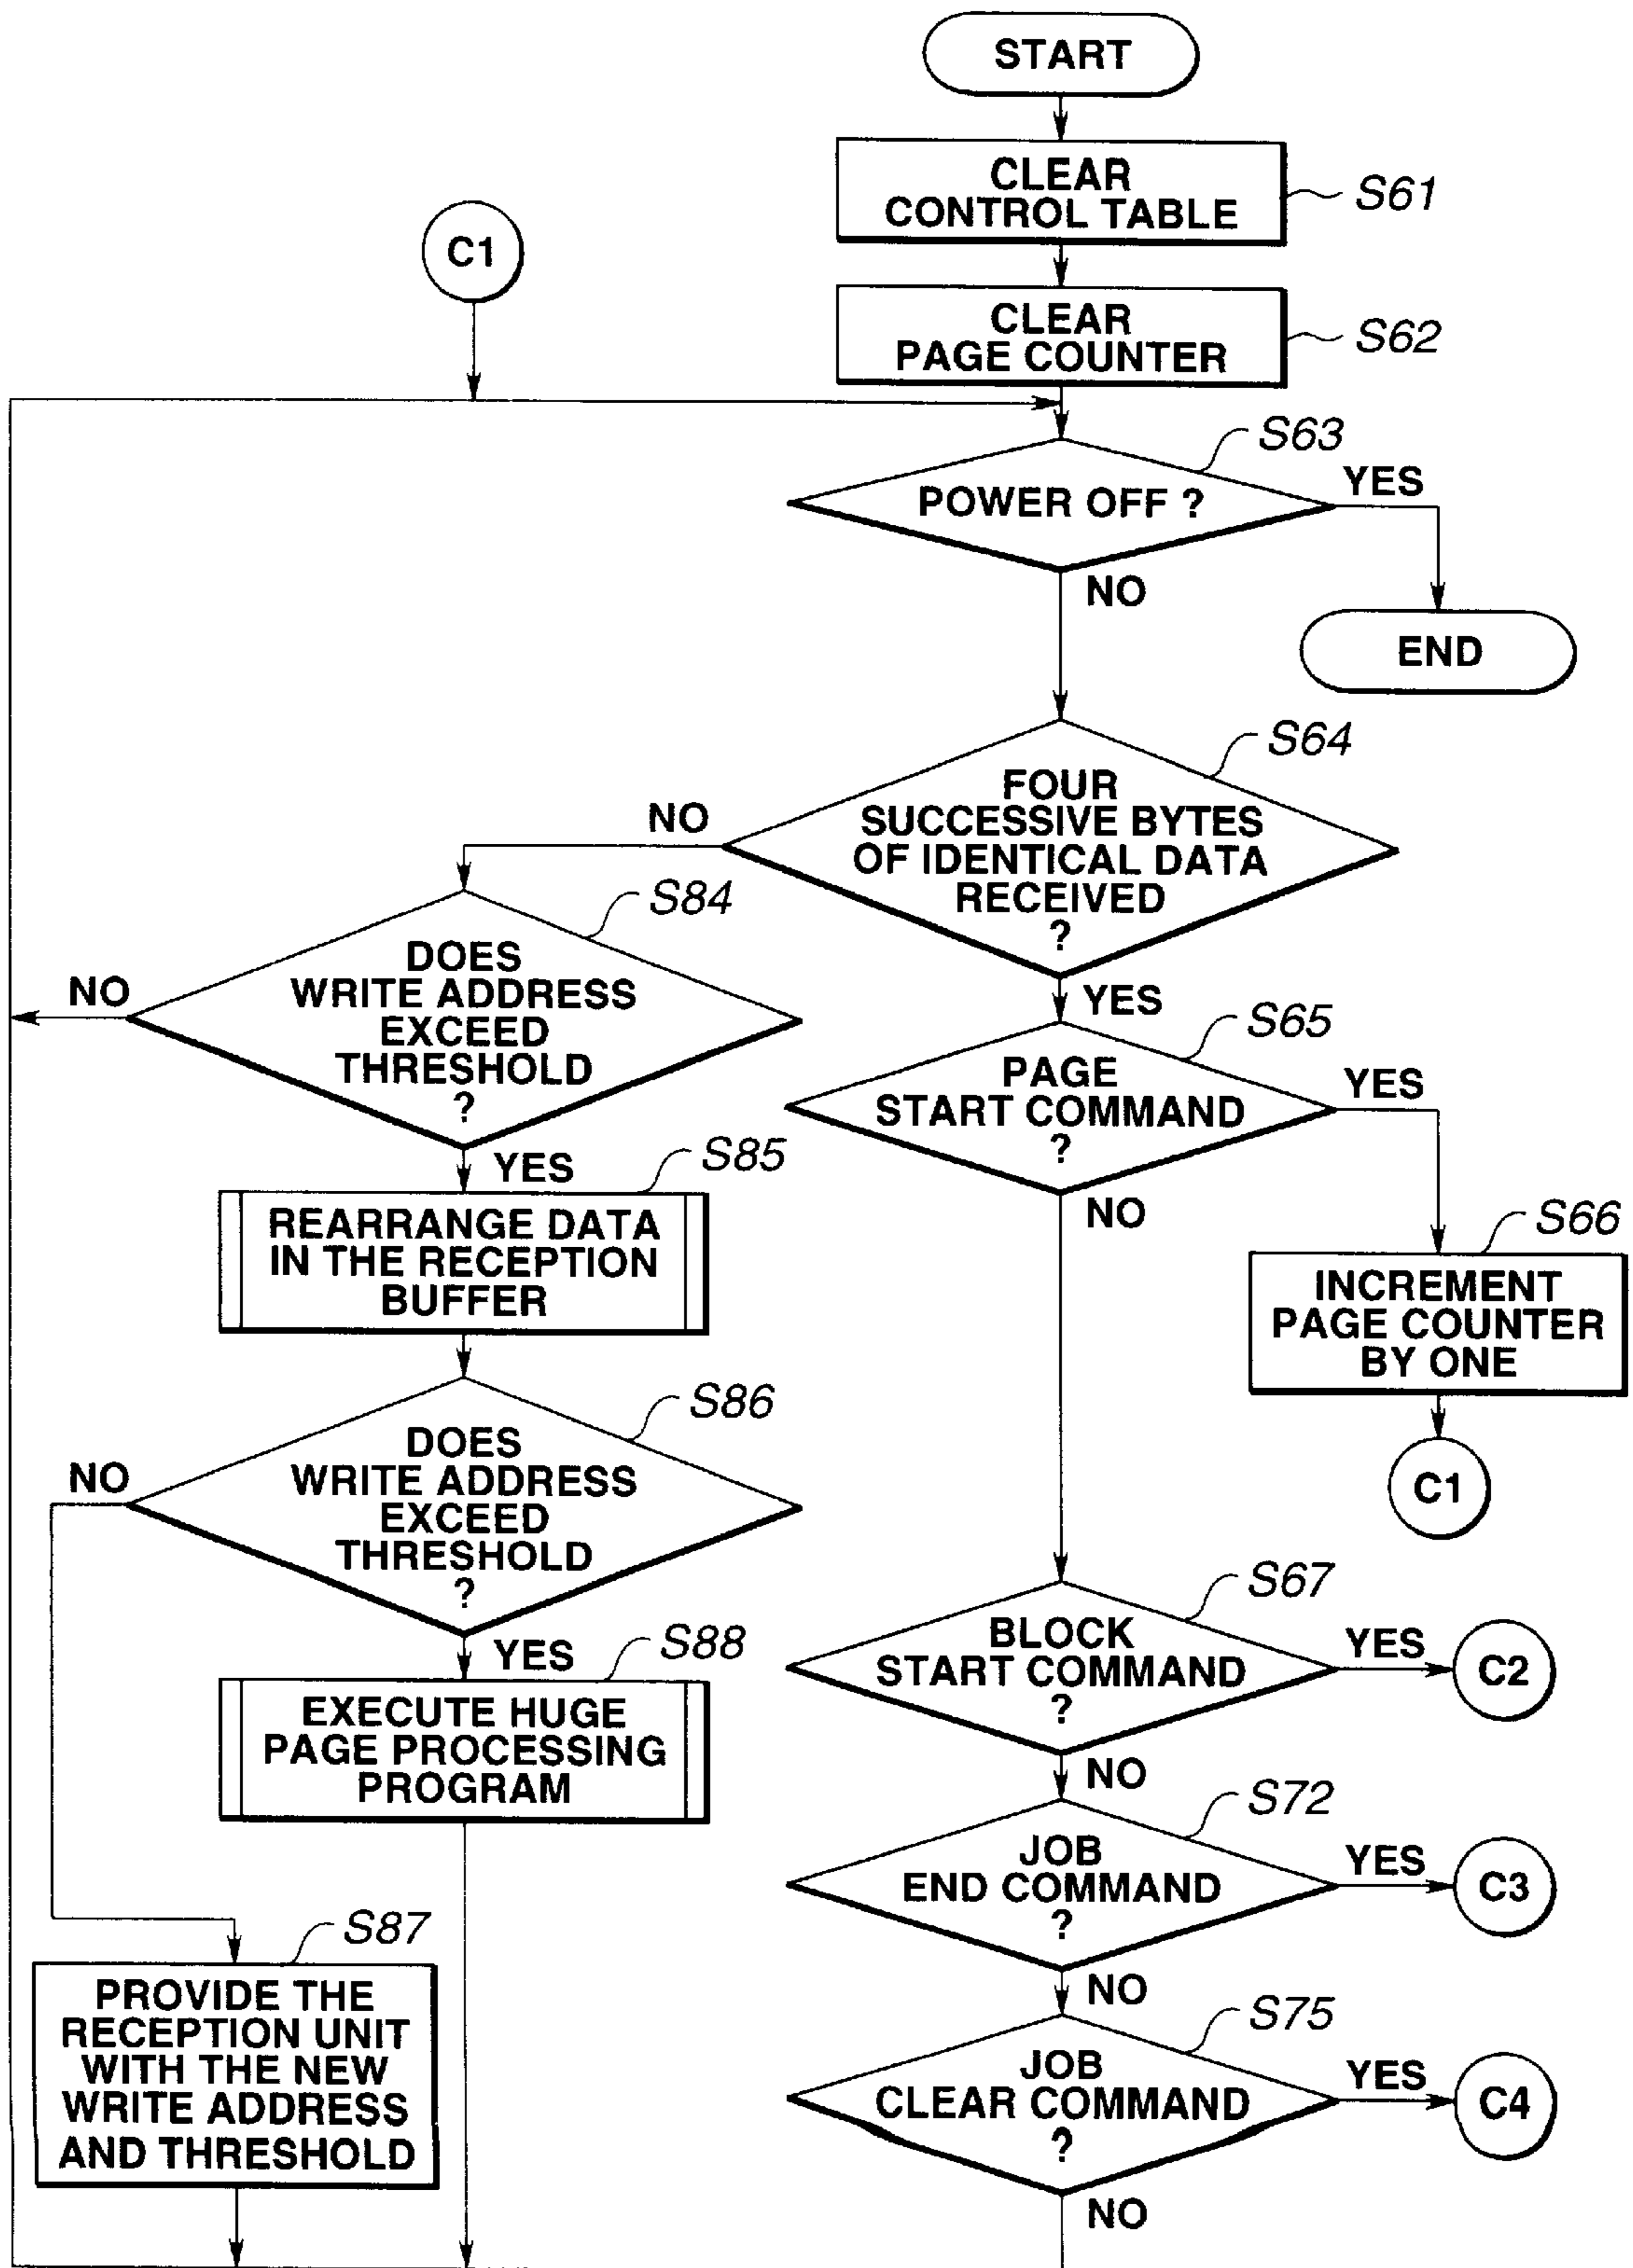 START
CLEAR
CONTROL TABLE
S61
C1
CLEAR
PAGE COUNTER
S62
S63
POWER OFF ?
YES
NO
END
S64
FOUR
SUCCESSIVE BYTES
OF IDENTICAL DATA
RECEIVED
?
NO
YES
S84
DOES
WRITE ADDRESS
EXCEED
THRESHOLD
?
NO
YES
S65
PAGE
START COMMAND
?
YES
NO
S85
REARRANGE DATA
IN THE RECEPTION
BUFFER
S66
INCREMENT
PAGE COUNTER
BY ONE
C1
S86
DOES
WRITE ADDRESS
EXCEED
THRESHOLD
?
NO
YES
S67
BLOCK
START COMMAND
?
YES
C2
NO
S88
EXECUTE HUGE
PAGE PROCESSING
PROGRAM
S72
JOB
END COMMAND
?
YES
C3
NO
S87
PROVIDE THE
RECEPTION UNIT
WITH THE NEW
WRITE ADDRESS
AND THRESHOLD
S75
JOB
CLEAR COMMAND
?
YES
C4
NO